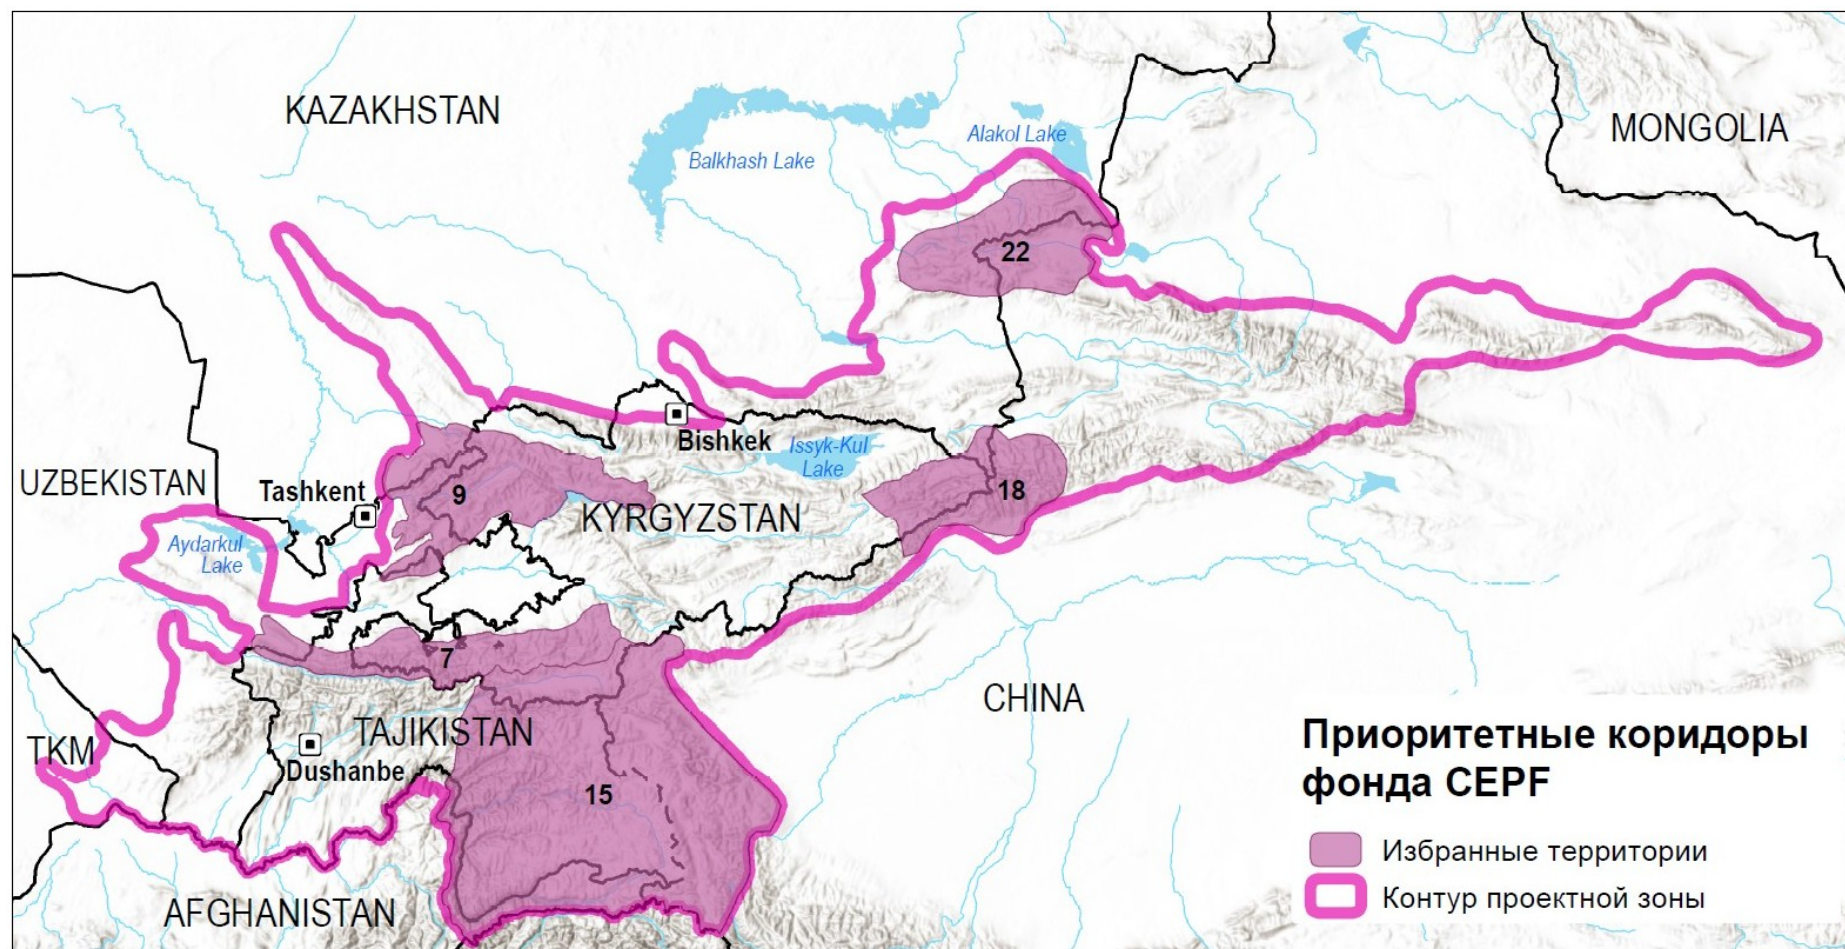 KAZAKHSTAN
MONGOLIA
Alakol Lake
Balkhash Lake
22
Bishkek
Issyk-Kul
Lake
UZBEKISTAN
Tashkent
9
18
KYRGYZSTAN
Aydarkul
Lake
7
CHINA
TAJIKISTAN
TKM
Dushanbe
15
AFGHANISTAN
Приоритетные коридоры
фонда CEPF
Избранные территории
Контур проектной зоны